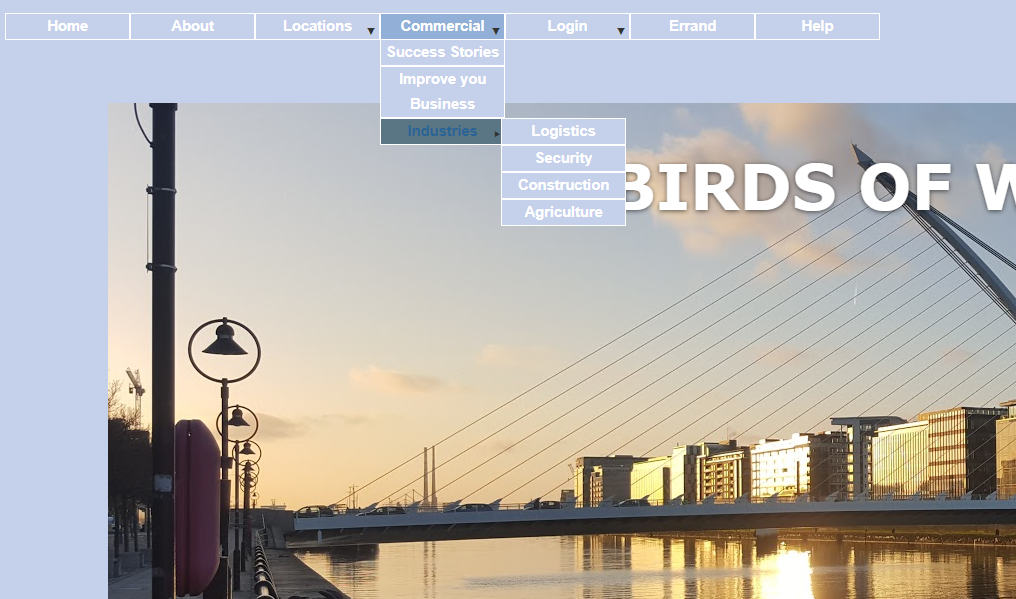 Home About Locations Commercial Login Errand Help
Success Stories
Improve you
Business
Industries Logistics
Security
Construction
Agriculture
BIRDS OF W